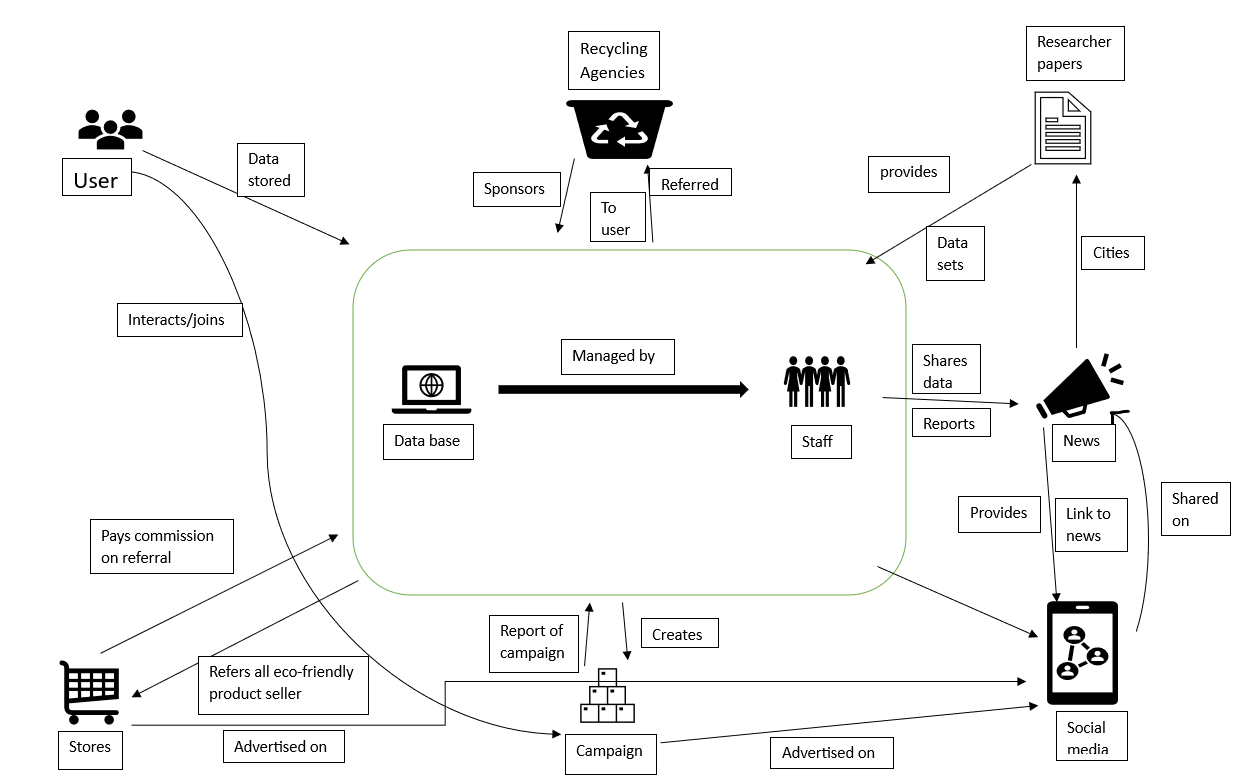 Recycling
Agencies
Researcher
papers
User
Data
stored
Sponsors
To
user
Referred
provides
Data
sets
Cities
Interacts/joins
Managed by
Shares
data
Reports
Data base
Staff
News
Provides
Link to
news
Shared
on
Pays commission
on referral
Report of
campaign
Creates
Refers all eco-friendly
product seller
Stores
Advertised on
Campaign
Advertised on
Social
media